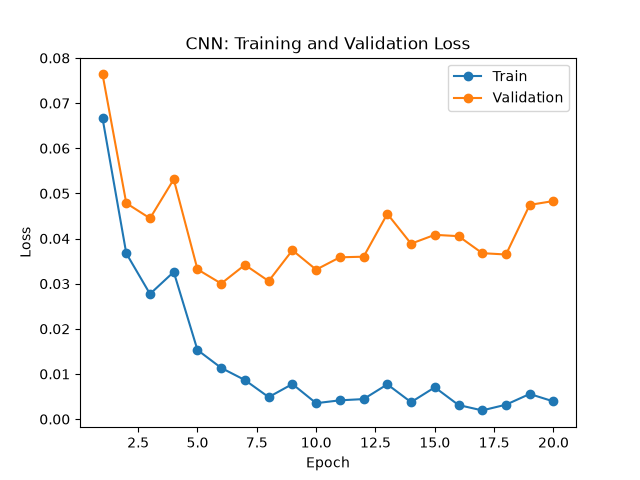 CNN: Training and Validation Loss
Train
Validation
0.08
0.07
0.06
0.05
0.04
0.03
0.02
0.01
0.00
Loss
2.5 5.0 7.5 10.0 12.5 15.0 17.5 20.0
Epoch